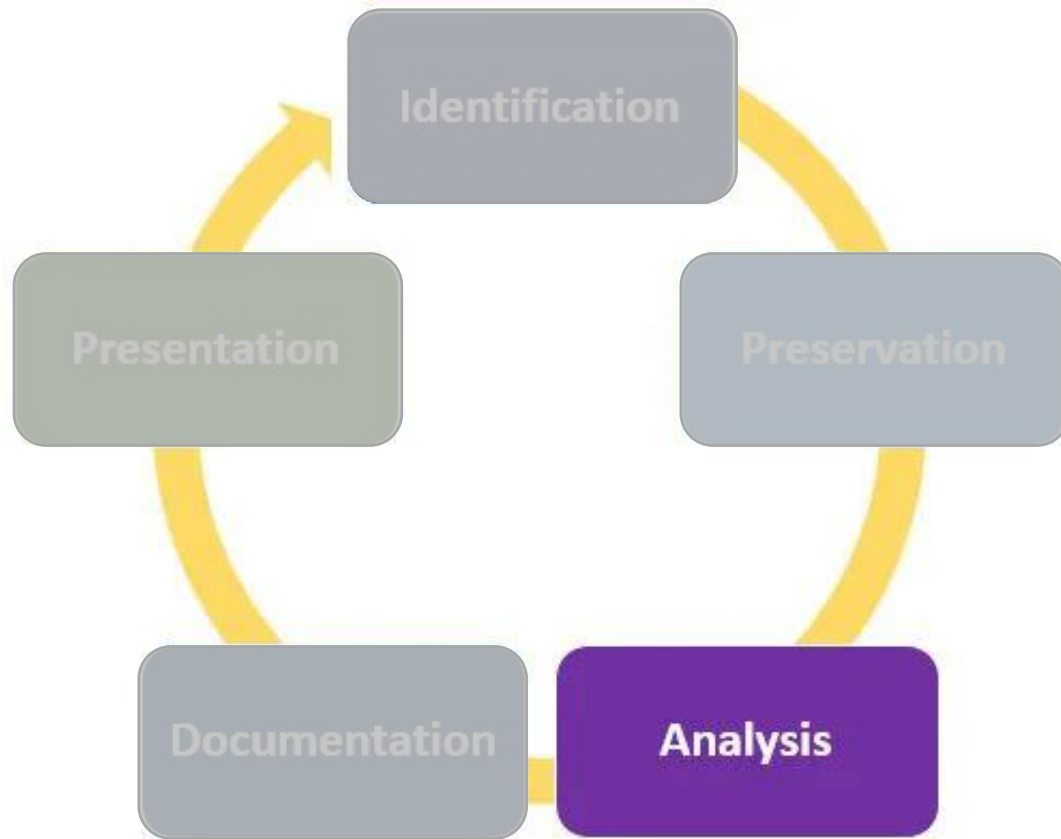 Identification
Preservation
Analysis
Documentation
Presentation